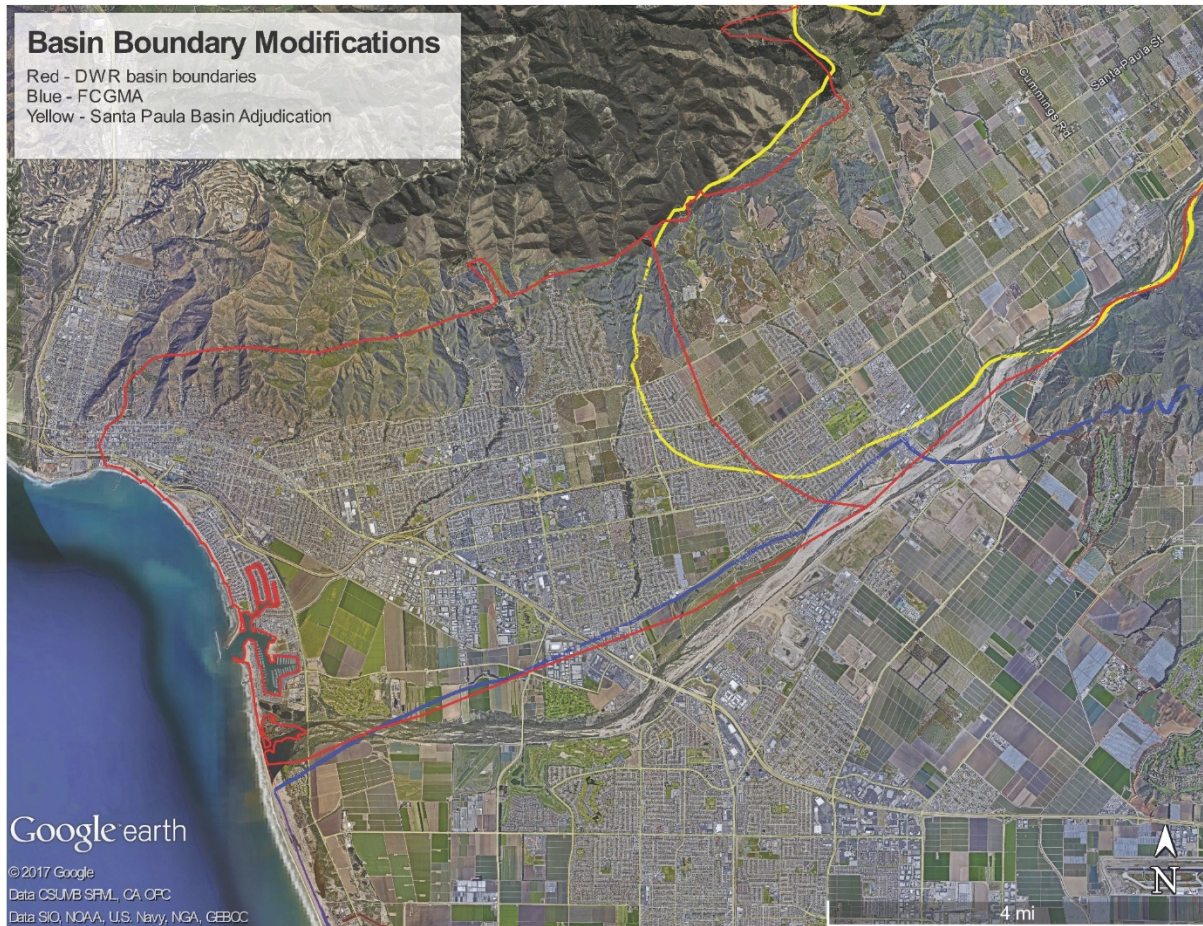 Basin Boundary Modifications
Red - DWR basin boundaries
Blue - FCGMA
Yellow - Santa Paula Basin Adjudication
Santa-Paula-St
Cummings Rd
Google earth
© 2017 Google
Data CSUMB SFML, CA OPC
Data SIO, NOAA, U.S. Navy, NGA, GEBCO
N
4 mi